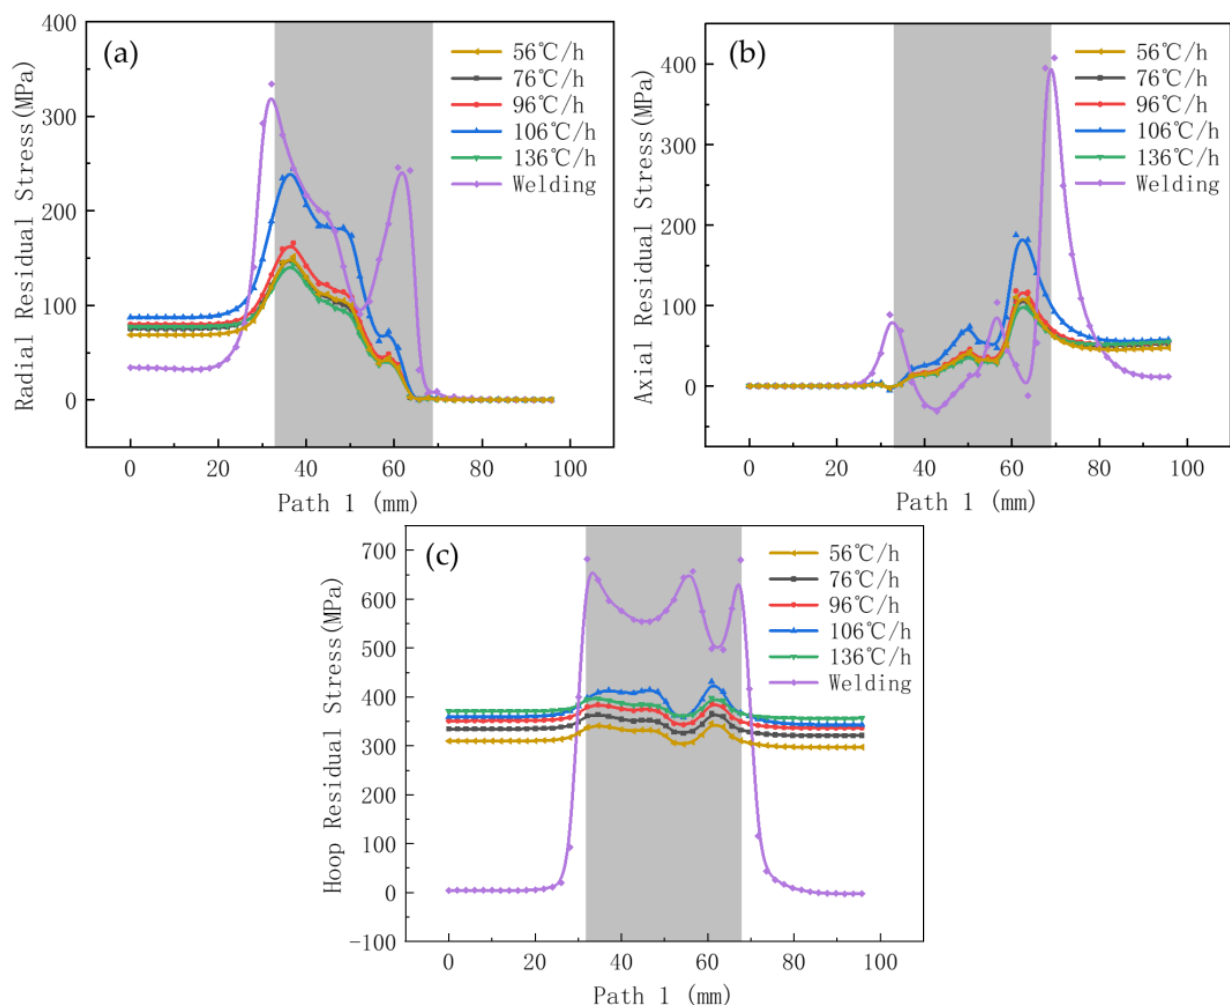 (a)
Radial Residual Stress(MPa)
400
300
200
100
0
0 20 40 60 80 100
Path 1 (mm)
56℃/h
76℃/h
96℃/h
106℃/h
136℃/h
Welding
(b)
Axial Residual Stress(MPa)
400
300
200
100
0
0 20 40 60 80 100
Path 1 (mm)
56℃/h
76℃/h
96℃/h
106℃/h
136℃/h
Welding
(c)
Hoop Residual Stress(MPa)
700
600
500
400
300
200
100
0
-100
0 20 40 60 80 100
Path 1 (mm)
56℃/h
76℃/h
96℃/h
106℃/h
136℃/h
Welding